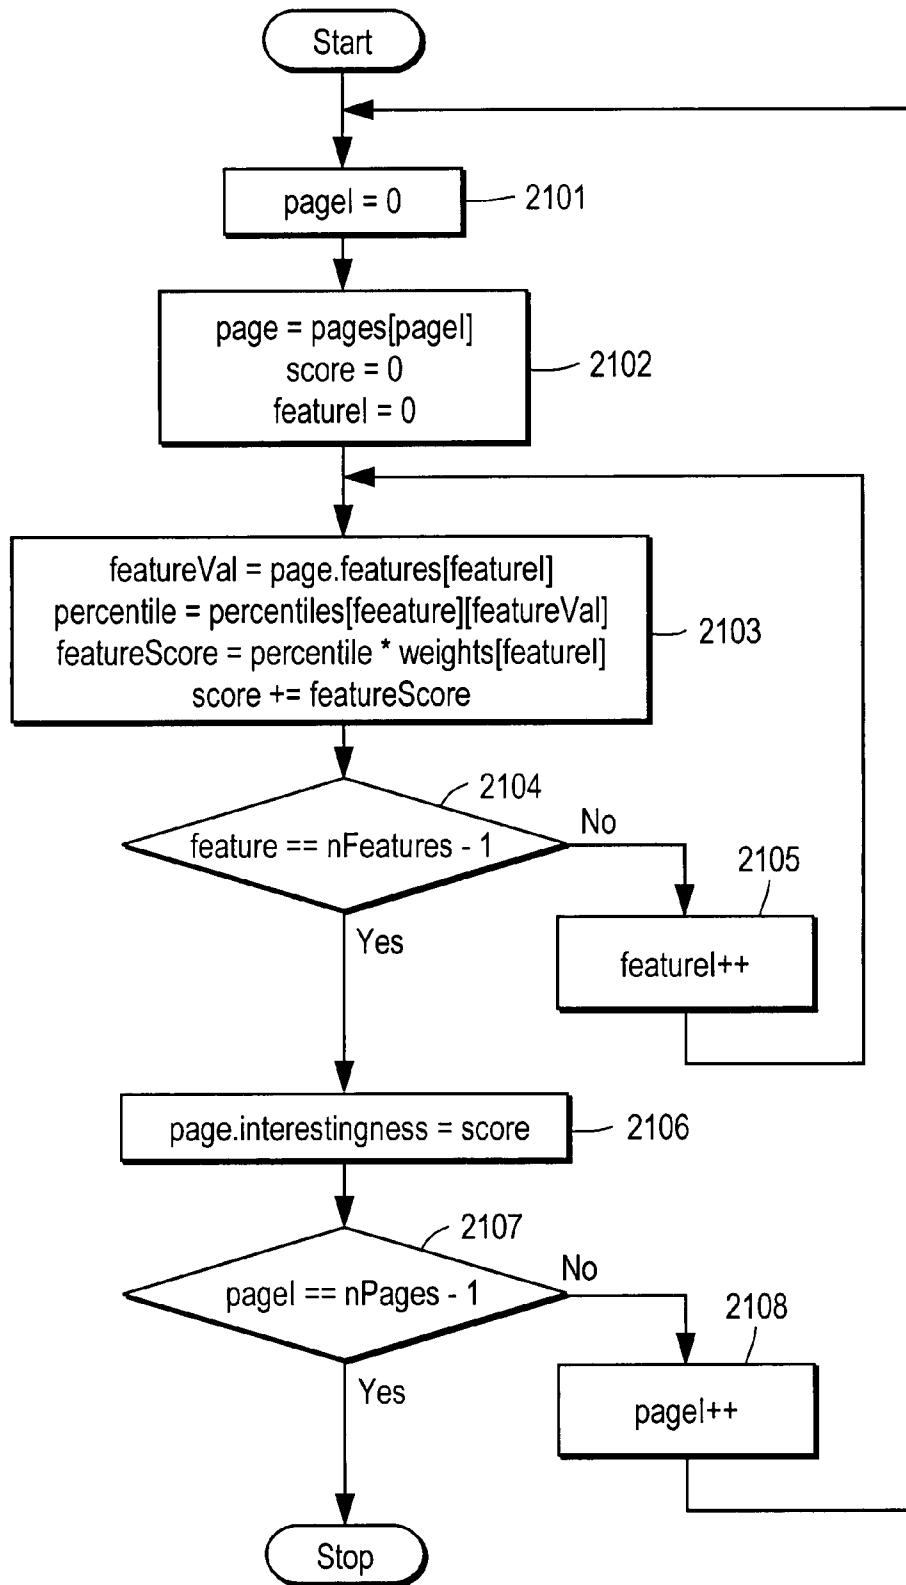 Start
pageI = 0
2101
page = pages[pageI]
score = 0
featureI = 0
2102
featureVal = page.features[featureI]
percentile = percentiles[feeature][featureVal]
featureScore = percentile * weights[featureI]
score += featureScore
2103
2104
feature == nFeatures - 1
No
Yes
2105
featureI++
page.interestingness = score
2106
2107
pageI == nPages - 1
No
Yes
2108
pageI++
Stop